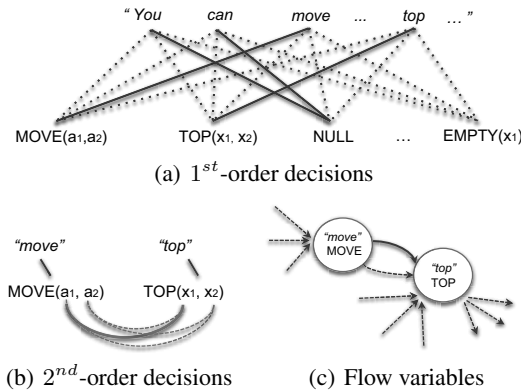 “ You can move ... top ...”
MOVE(a1,a2) TOP(x1, x2) NULL ... EMPTY(x1)
(a) 1st-order decisions
“move” “top”
MOVE(a1, a2) TOP(x1, x2)
“move”
MOVE
“top”
TOP
(b) 2nd-order decisions (c) Flow variables